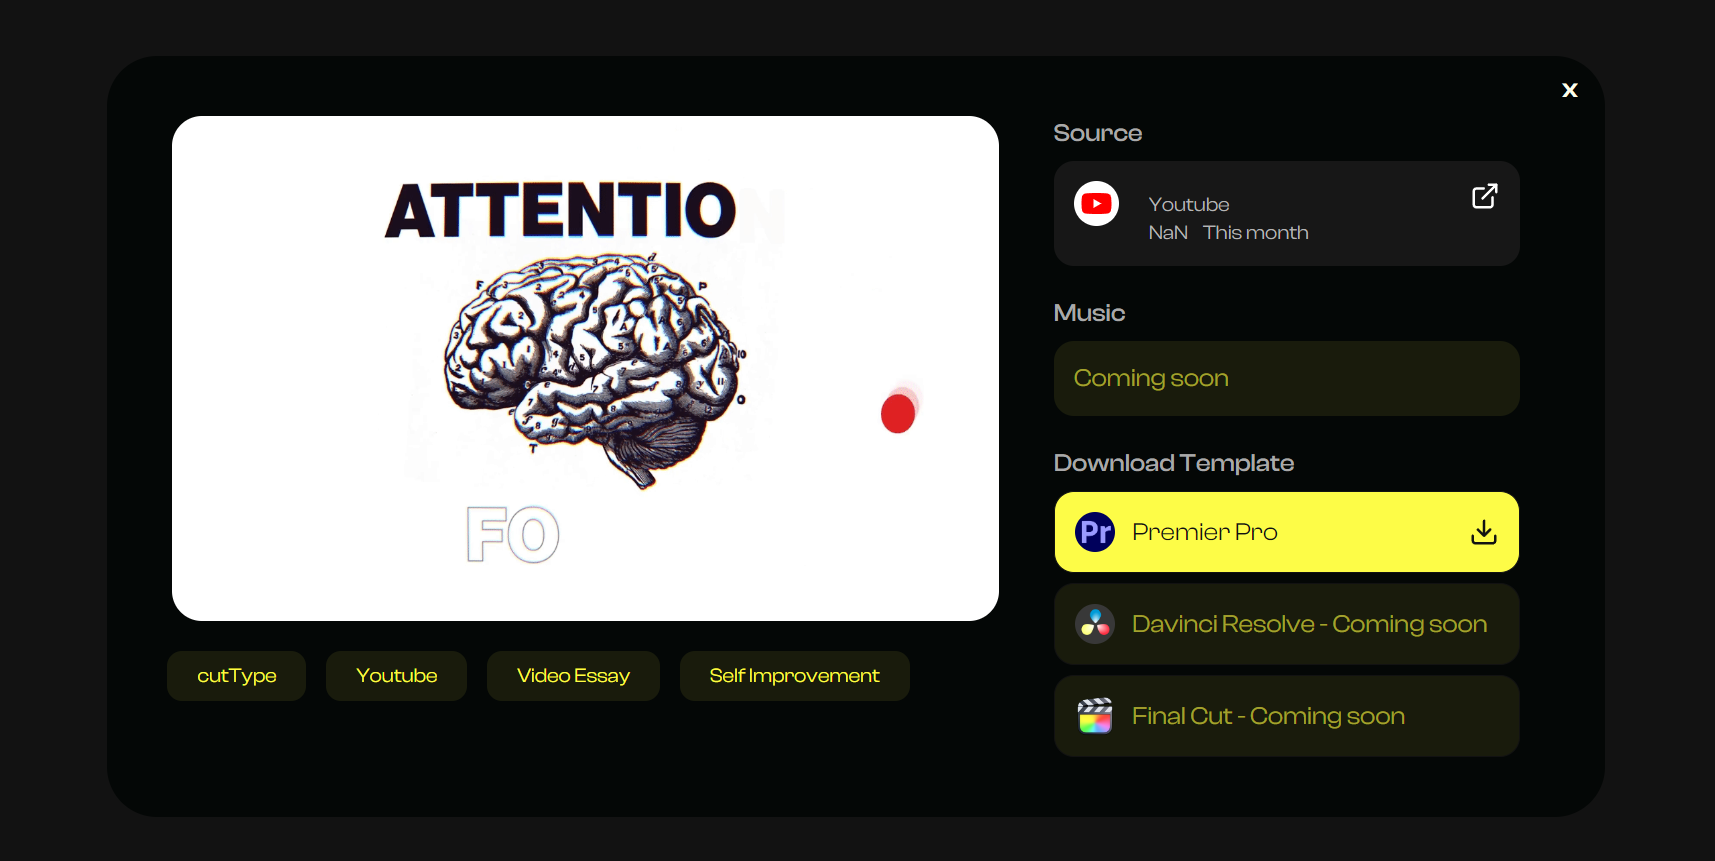 X
ATTENTION
FO
cutType
Youtube
Video Essay
Self Improvement
Source
Youtube
NaN This month
Music
Coming soon
Download Template
Pr Premier Pro
Davinci Resolve - Coming soon
Final Cut - Coming soon